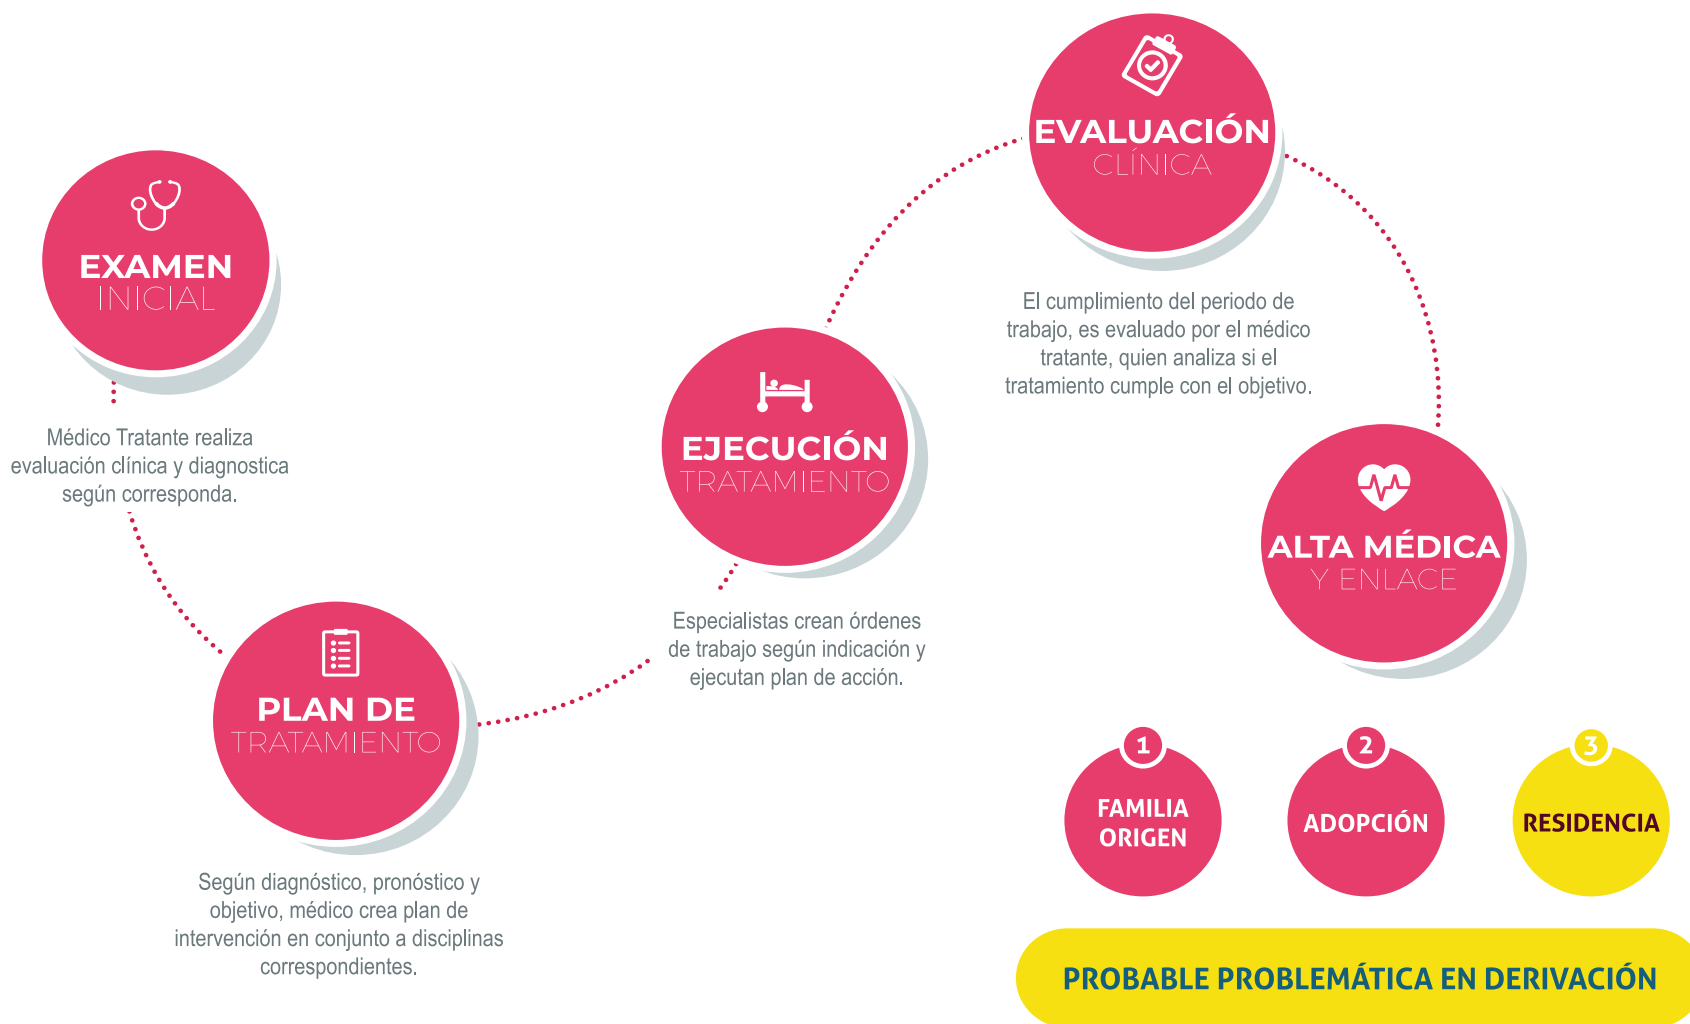 EXAMEN
INICIAL
Médico Tratante realiza
evaluación clínica y diagnostica
según corresponda.
PLAN DE
TRATAMIENTO
Según diagnóstico, pronóstico y
objetivo, médico crea plan de
intervención en conjunto a disciplinas
correspondientes.
EJECUCIÓN
TRATAMIENTO
Especialistas crean órdenes
de trabajo según indicación y
ejecutan plan de acción.
EVALUACIÓN
CLÍNICA
El cumplimiento del periodo de
trabajo, es evaluado por el médico
tratante, quien analiza si el
tratamiento cumple con el objetivo.
ALTA MÉDICA
Y ENLACE
1
FAMILIA
ORIGEN
2
ADOPCIÓN
3
RESIDENCIA
PROBABLE PROBLEMÁTICA EN DERIVACIÓN